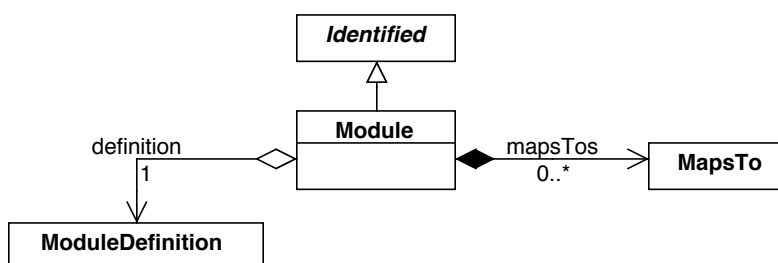 Identified
Module
definition
mapsTos
1
0..*
MapsTo
ModuleDefinition